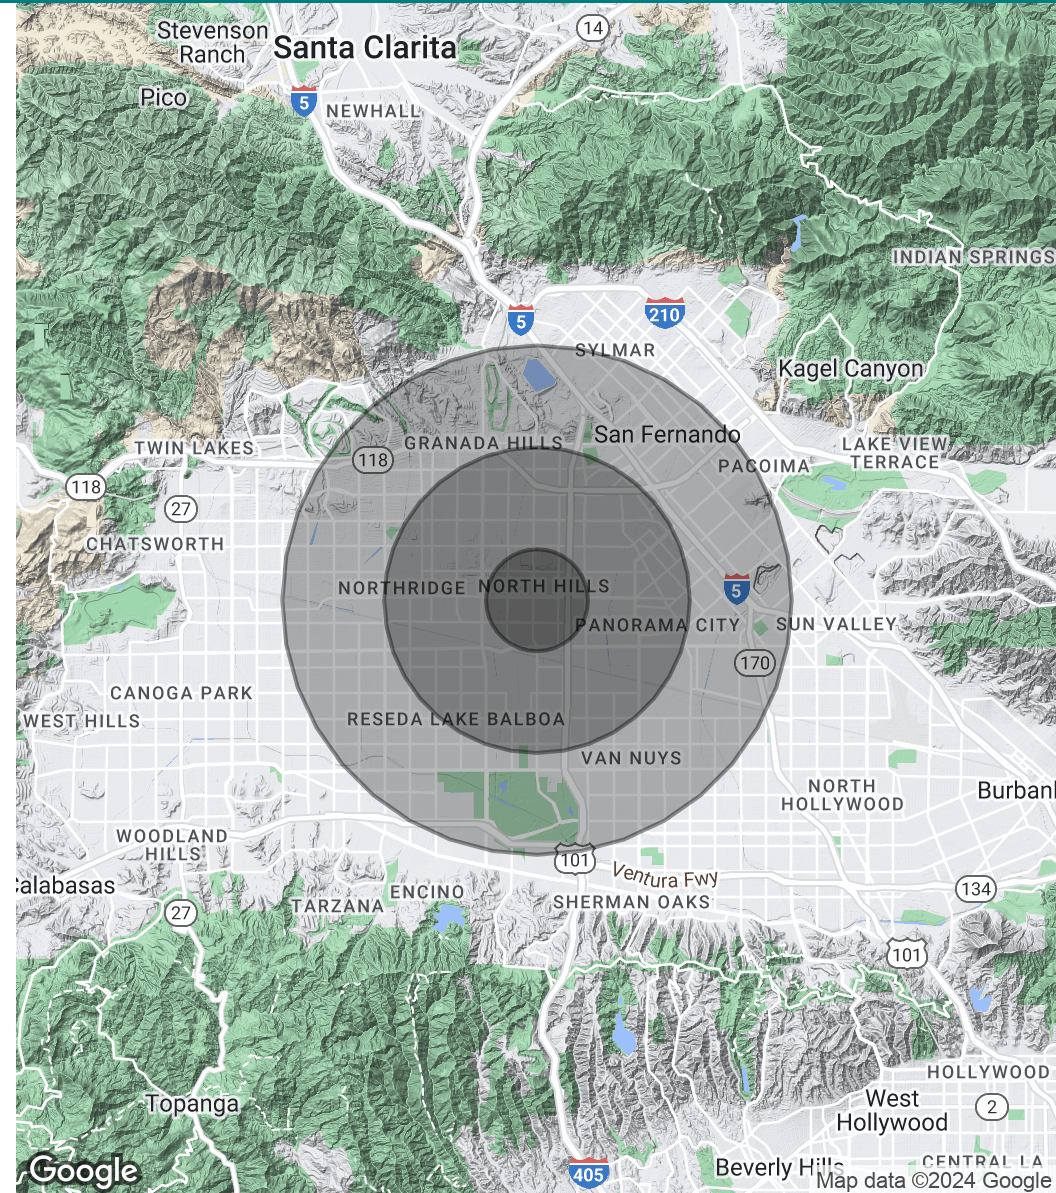 Stevenson
Ranch
Santa Clarita
14
Pico
5
NEWHALL
INDIAN SPRINGS
5
210
SYLMAR
Kagel Canyon
TWIN LAKES
GRANADA HILLS
San Fernando
118
PACOIMA
LAKE VIEW
TERRACE
118
27
CHATSWORTH
NORTHRIDGE
NORTH HILLS
5
PANORAMA CITY
SUN VALLEY
170
CANOGA PARK
WEST HILLS
RESEDA
LAKE BALBOA
VAN NUYS
NORTH
HOLLYWOOD
Burban
WOODLAND
HILLS
101
Ventura Fwy
alabasas
ENCINO
134
TARZANA
SHERMAN OAKS
27
101
HOLLYWOOD
Topanga
West
Hollywood
2
Google
405
Beverly Hills
CENTRAL LA
Map data ©2024 Google